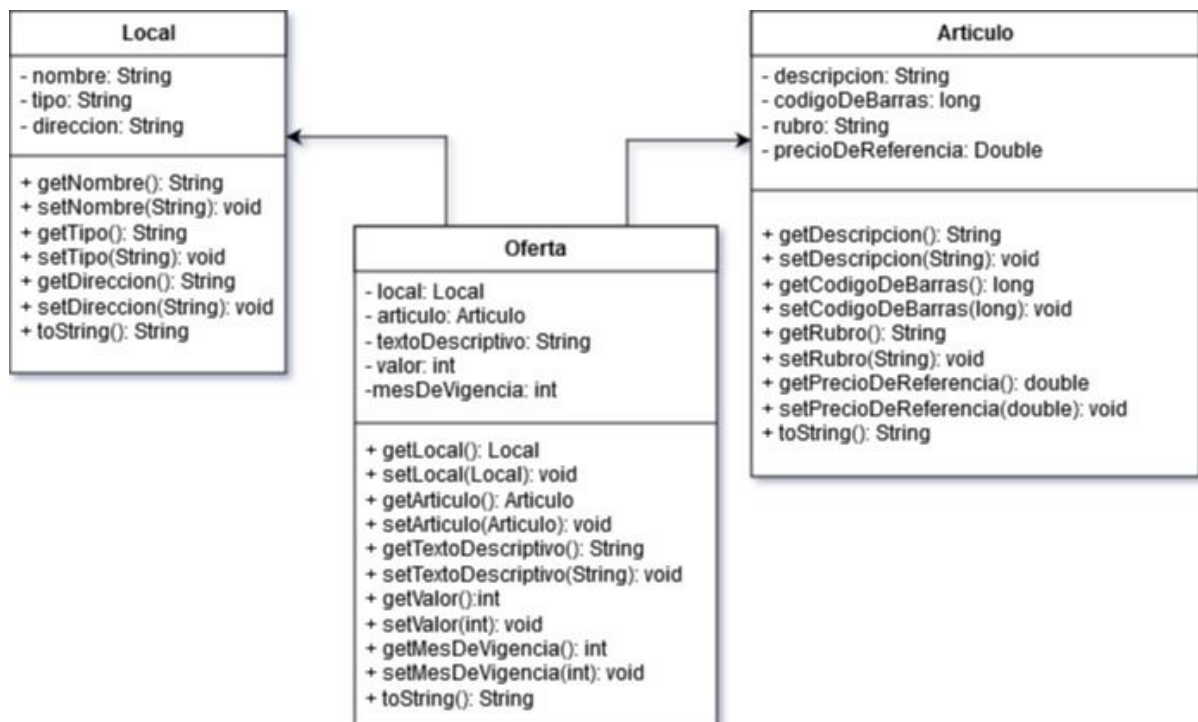 Local
- nombre: String
- tipo: String
- direccion: String
+ getNombre(): String
+ setNombre(String): void
+ getTipo(): String
+ setTipo(String): void
+ getDireccion(): String
+ setDireccion(String): void
+ toString(): String
Oferta
- local: Local
- articulo: Articulo
- textoDescriptivo: String
- valor: int
-mesDeVigencia: int
+ getLocal(): Local
+ setLocal(Local): void
+ getArticulo(): Articulo
+ setArticulo(Articulo): void
+ getTextoDescriptivo(): String
+ setTextoDescriptivo(String): void
+ getValor():int
+ setValor(int): void
+ getMesDeVigencia(): int
+ setMesDeVigencia(int): void
+ toString(): String
Articulo
- descripcion: String
- codigoDeBarras: long
- rubro: String
- precioDeReferencia: Double
+ getDescripcion(): String
+ setDescripcion(String): void
+ getCodigoDeBarras(): long
+ setCodigoDeBarras(long): void
+ getRubro(): String
+ setRubro(String): void
+ getPrecioDeReferencia(): double
+ setPrecioDeReferencia(double): void
+ toString(): String